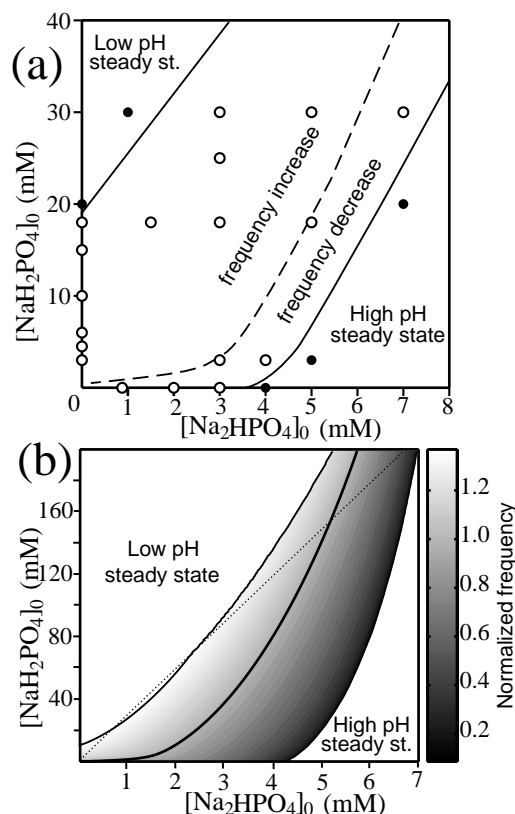 (a)
40
30
20
10
0
[NaH2PO4]0 (mM)
Low pH
steady st.
frequency increase
frequency decrease
High pH
steady state
0 1 2 3 4 5 6 7 8
[Na2HPO4]0 (mM)
(b)
160
120
80
40
[NaH2PO4]0 (mM)
Low pH
steady state
High pH
steady st.
1 2 3 4 5 6 7
[Na2HPO4]0 (mM)
1.2
1.0
0.8
0.6
0.4
0.2
Normalized frequency